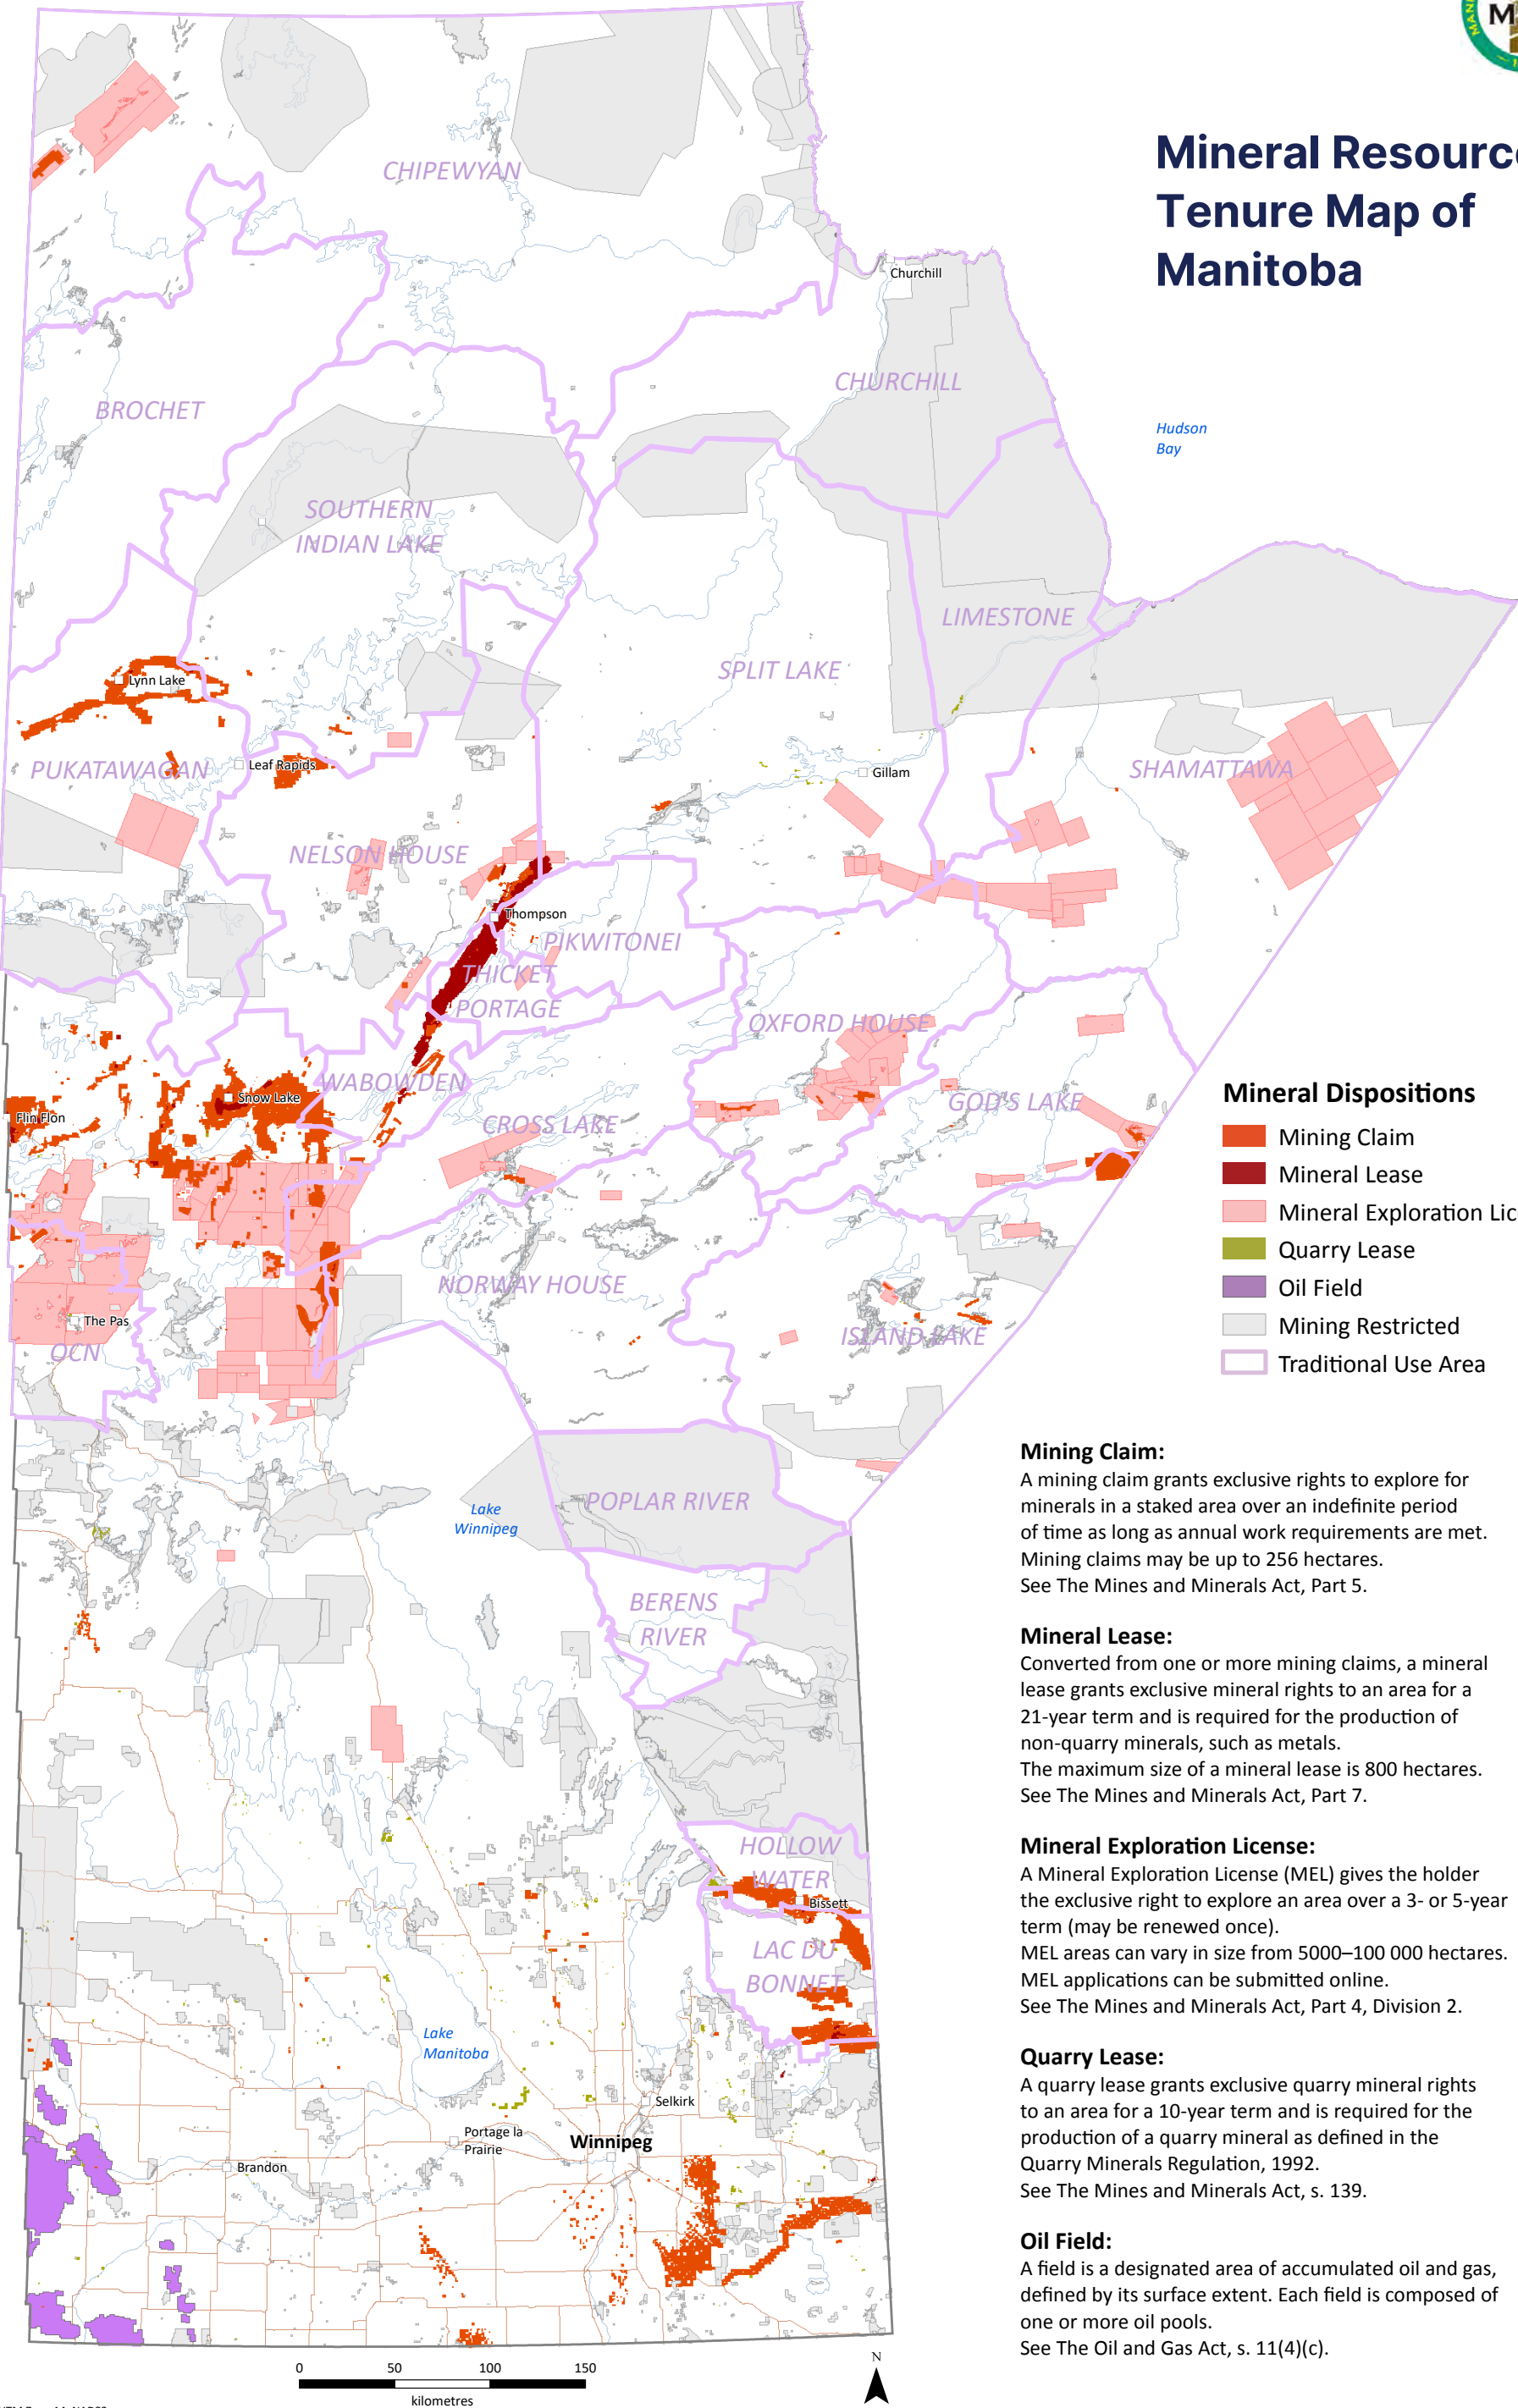 Mineral Resource
Tenure Map of
Manitoba
CHIPEWYAN
Churchill
CHURCHILL
BROCHET
Hudson
Bay
SOUTHERN
INDIAN LAKE
LIMESTONE
SPLIT LAKE
Lynn Lake
PUKATAWAGAN
Leaf Rapids
Gillam
SHAMATTAWA
NELSON HOUSE
Thompson
PIKWITONEI
THICKET
PORTAGE
OXFORD HOUSE
WABOWDEN
Snow Lake
Flin Flon
GOD'S LAKE
CROSS LAKE
NORWAY HOUSE
The Pas
OCN
ISLAND LAKE
Mineral Dispositions
Mining Claim
Mineral Lease
Mineral Exploration Lic
Quarry Lease
Oil Field
Mining Restricted
Traditional Use Area
Lake
Winnipeg
POPLAR RIVER
BERENS
RIVER
HOLLOW
WATER
Bissett
LAC DU
BONNET
Lake
Manitoba
Selkirk
Portage la
Prairie
Winnipeg
Brandon
Mining Claim:
A mining claim grants exclusive rights to explore for
minerals in a staked area over an indefinite period
of time as long as annual work requirements are met.
Mining claims may be up to 256 hectares.
See The Mines and Minerals Act, Part 5.
Mineral Lease:
Converted from one or more mining claims, a mineral
lease grants exclusive mineral rights to an area for a
21-year term and is required for the production of
non-quarry minerals, such as metals.
The maximum size of a mineral lease is 800 hectares.
See The Mines and Minerals Act, Part 7.
Mineral Exploration License:
A Mineral Exploration License (MEL) gives the holder
the exclusive right to explore an area over a 3- or 5-year
term (may be renewed once).
MEL areas can vary in size from 5000–100 000 hectares.
MEL applications can be submitted online.
See The Mines and Minerals Act, Part 4, Division 2.
Quarry Lease:
A quarry lease grants exclusive quarry mineral rights
to an area for a 10-year term and is required for the
production of a quarry mineral as defined in the
Quarry Minerals Regulation, 1992.
See The Mines and Minerals Act, s. 139.
Oil Field:
A field is a designated area of accumulated oil and gas,
defined by its surface extent. Each field is composed of
one or more oil pools.
See The Oil and Gas Act, s. 11(4)(c).
0 50 100 150
kilometres
N